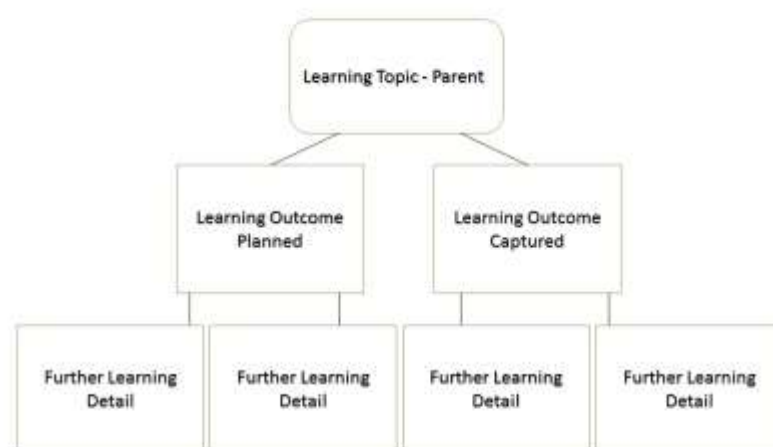 Learning Topic - Parent
Learning Outcome
Planned
Learning Outcome
Captured
Further Learning
Detail
Further Learning
Detail
Further Learning
Detail
Further Learning
Detail